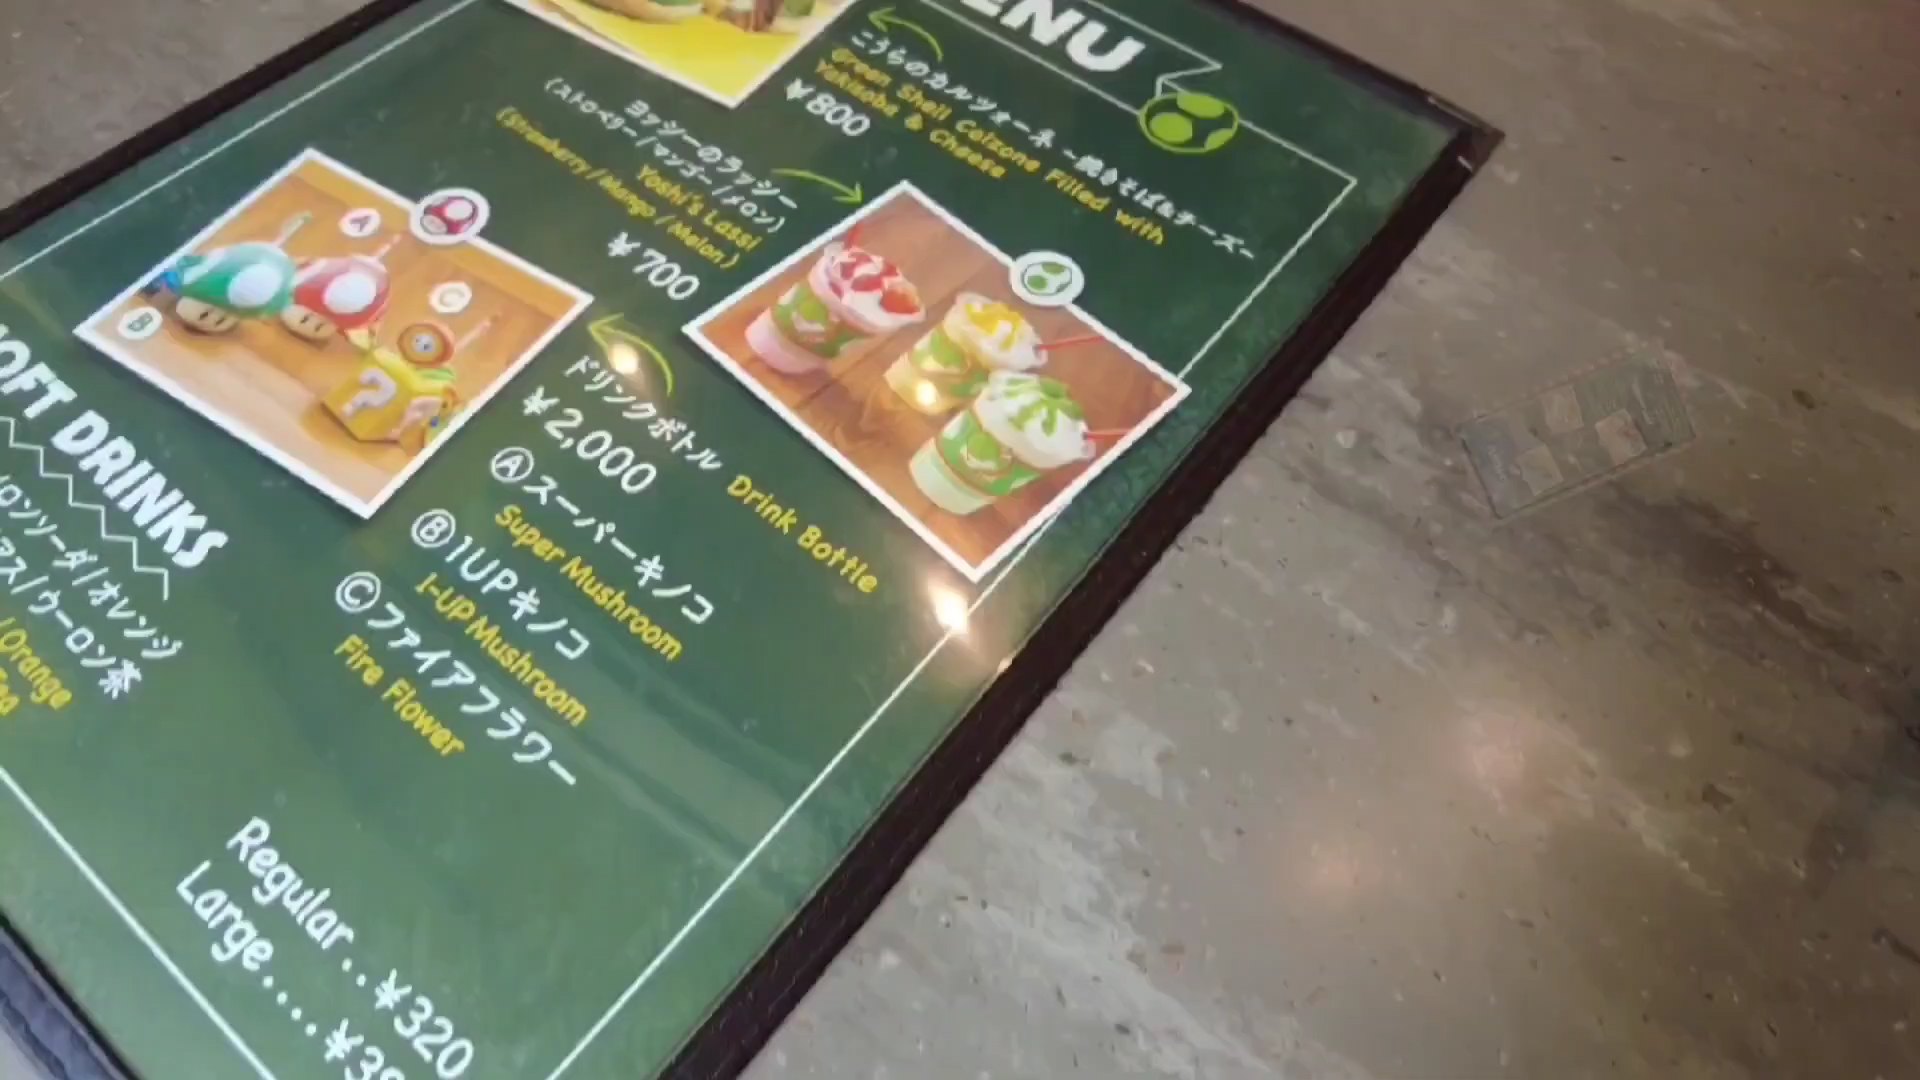 MENU
こうらのカルツォーネ ～焼きそば&チーズ～
Green Shell Calzone Filled with
Yakisoba & Cheese
¥800
ヨッシーのラッシー
(ストロベリー/マンゴー/メロン)
Yoshi's Lassi
(Strawberry / Mango / Melon)
¥700
A
B
C
?
ドリンクボトル Drink Bottle
¥2,000
Ⓐスーパーキノコ
Super Mushroom
Ⓑ1UPキノコ
1-UP Mushroom
Ⓒファイアフラワー
Fire Flower
OFT DRINKS
ロンソーダ/オレンジ
アス/ウーロン茶
/Orange
Tea
Regular..¥320
Large....¥3